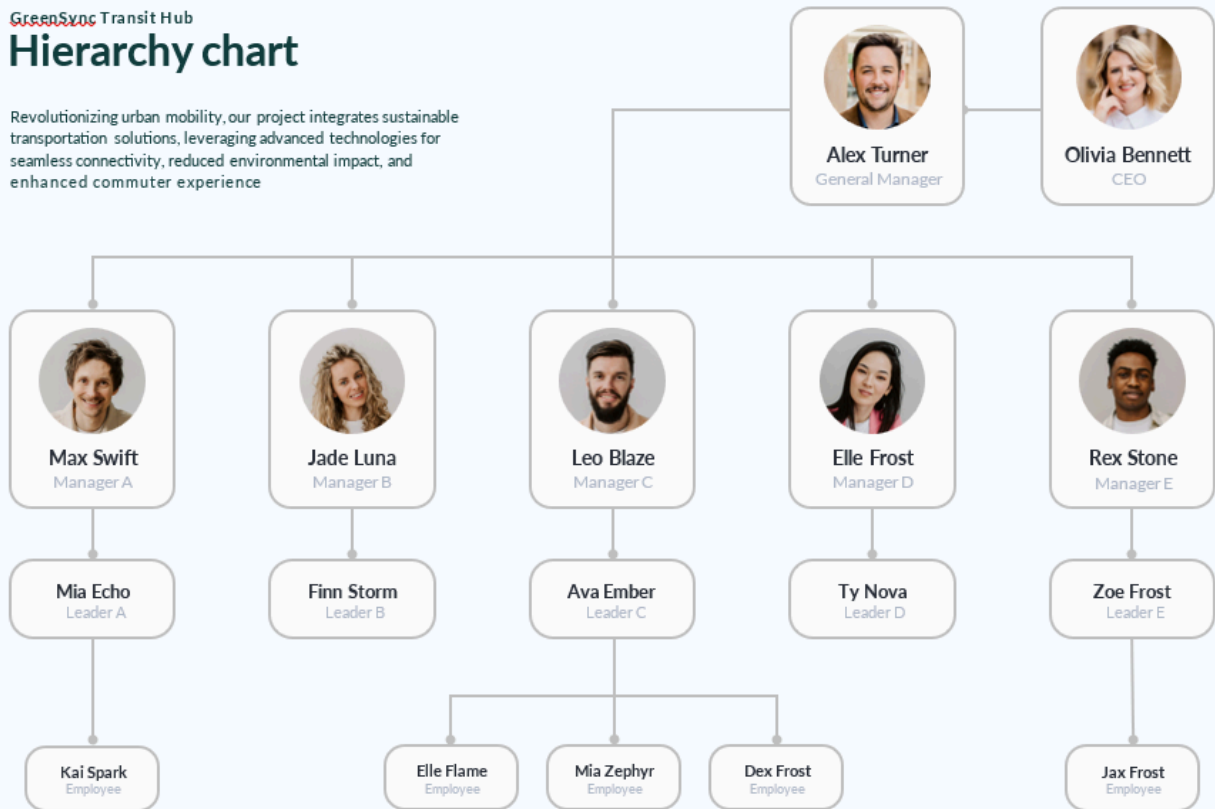 GreenSync Transit Hub
Hierarchy chart
Revolutionizing urban mobility, our project integrates sustainable
transportation solutions, leveraging advanced technologies for
seamless connectivity, reduced environmental impact, and
enhanced commuter experience
Alex Turner
General Manager
Olivia Bennett
CEO
Max Swift
Manager A
Jade Luna
Manager B
Leo Blaze
Manager C
Elle Frost
Manager D
Rex Stone
Manager E
Mia Echo
Leader A
Finn Storm
Leader B
Ava Ember
Leader C
Ty Nova
Leader D
Zoe Frost
Leader E
Kai Spark
Employee
Elle Flame
Employee
Mia Zephyr
Employee
Dex Frost
Employee
Jax Frost
Employee